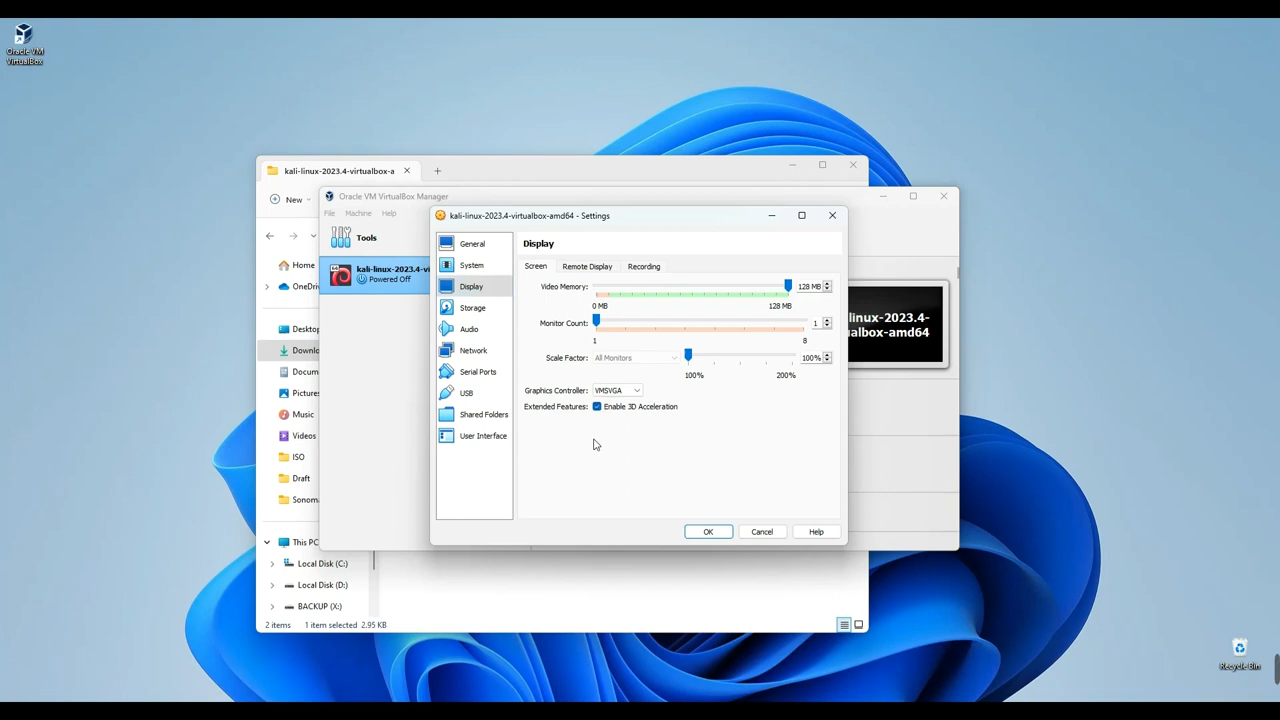 Oracle VM
VirtualBox
kali-linux-2023.4-virtualbox-a
New
Oracle VM VirtualBox Manager
File Machine Help
Tools
kali-linux-2023.4-vi
Powered Off
Home
OneDriv
Desktop
Downlo
Docum
Pictures
Music
Videos
ISO
Draft
Sonom
This PC
Local Disk (C:)
Local Disk (D:)
BACKUP (X:)
2 items 1 item selected 2.95 KB
kali-linux-2023.4-virtualbox-amd64 - Settings
General
System
Display
Storage
Audio
Network
Serial Ports
USB
Shared Folders
User Interface
Display
Screen Remote Display Recording
Video Memory: 128 MB
0 MB 128 MB
Monitor Count: 1
1 8
Scale Factor: All Monitors 100%
100% 200%
Graphics Controller: VMSVGA
Extended Features: Enable 3D Acceleration
OK Cancel Help
linux-2023.4-
ualbox-amd64
Recycle Bin